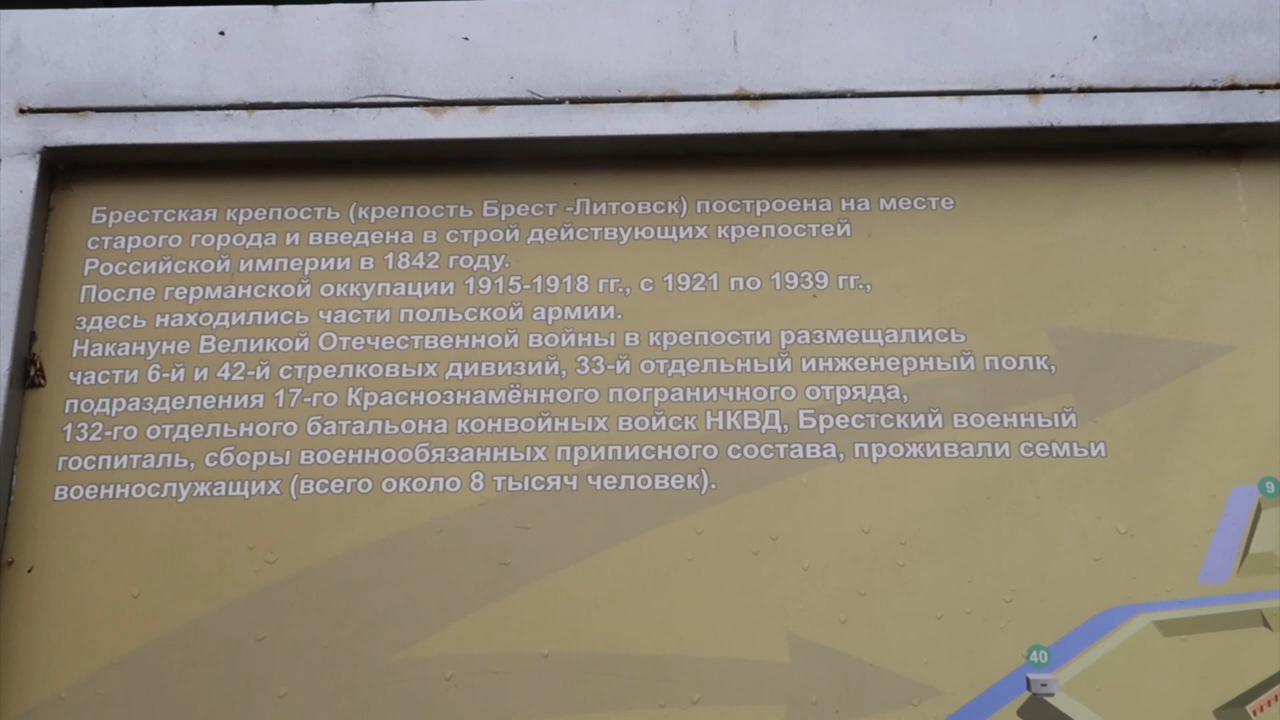 Брестская крепость (крепость Брест -Литовск) построена на месте
старого города и введена в строй действующих крепостей
Российской империи в 1842 году.
После германской оккупации 1915-1918 гг., с 1921 по 1939 гг.,
здесь находились части польской армии.
Накануне Великой Отечественной войны в крепости размещались
части 6-й и 42-й стрелковых дивизий, 33-й отдельный инженерный полк,
подразделения 17-го Краснознамённого пограничного отряда,
132-го отдельного батальона конвойных войск НКВД, Брестский военный
госпиталь, сборы военнообязанных приписного состава, проживали семьи
военнослужащих (всего около 8 тысяч человек).
9
40